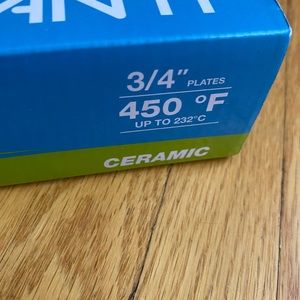 3/4" PLATES
450 °F
UP TO 232°C
CERAMIC